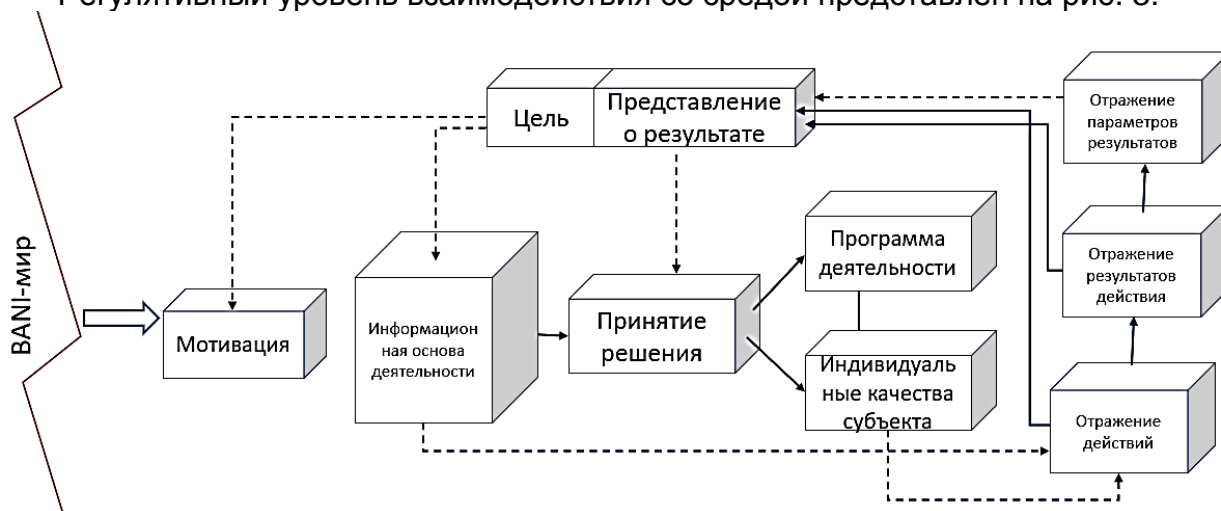 Регулятивный уровень взаимодействия со средой представлен на рис. 3.
Цель
Представление
о результате
Отражение
параметров
результатов
BANI-мир
Мотивация
Информацион
ная основа
деятельности
Принятие
решения
Программа
деятельности
Индивидуаль
ные качества
субъекта
Отражение
результатов
действия
Отражение
действий